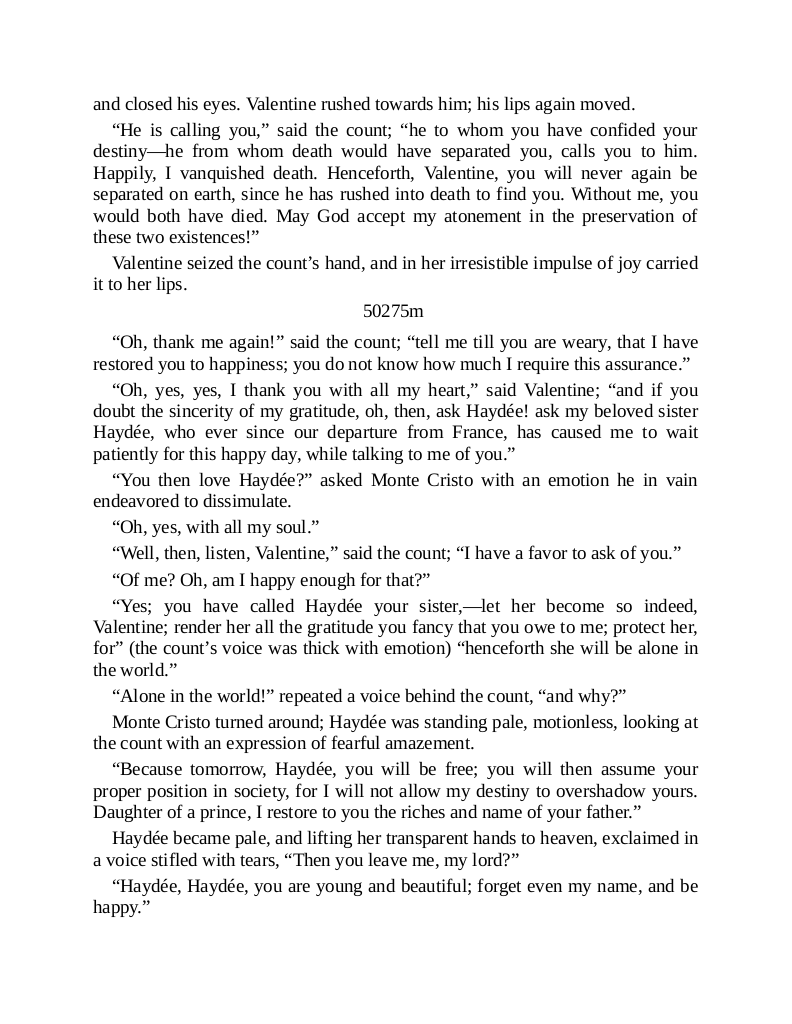 and closed his eyes. Valentine rushed towards him; his lips again moved.
“He is calling you,” said the count; “he to whom you have confided your
destiny—he from whom death would have separated you, calls you to him.
Happily, I vanquished death. Henceforth, Valentine, you will never again be
separated on earth, since he has rushed into death to find you. Without me, you
would both have died. May God accept my atonement in the preservation of
these two existences!”
Valentine seized the count’s hand, and in her irresistible impulse of joy carried
it to her lips.
50275m
“Oh, thank me again!” said the count; “tell me till you are weary, that I have
restored you to happiness; you do not know how much I require this assurance.”
“Oh, yes, yes, I thank you with all my heart,” said Valentine; “and if you
doubt the sincerity of my gratitude, oh, then, ask Haydée! ask my beloved sister
Haydée, who ever since our departure from France, has caused me to wait
patiently for this happy day, while talking to me of you.”
“You then love Haydée?” asked Monte Cristo with an emotion he in vain
endeavored to dissimulate.
“Oh, yes, with all my soul.”
“Well, then, listen, Valentine,” said the count; “I have a favor to ask of you.”
“Of me? Oh, am I happy enough for that?”
“Yes; you have called Haydée your sister,—let her become so indeed,
Valentine; render her all the gratitude you fancy that you owe to me; protect her,
for” (the count’s voice was thick with emotion) “henceforth she will be alone in
the world.”
“Alone in the world!” repeated a voice behind the count, “and why?”
Monte Cristo turned around; Haydée was standing pale, motionless, looking at
the count with an expression of fearful amazement.
“Because tomorrow, Haydée, you will be free; you will then assume your
proper position in society, for I will not allow my destiny to overshadow yours.
Daughter of a prince, I restore to you the riches and name of your father.”
Haydée became pale, and lifting her transparent hands to heaven, exclaimed in
a voice stifled with tears, “Then you leave me, my lord?”
“Haydée, Haydée, you are young and beautiful; forget even my name, and be
happy.”